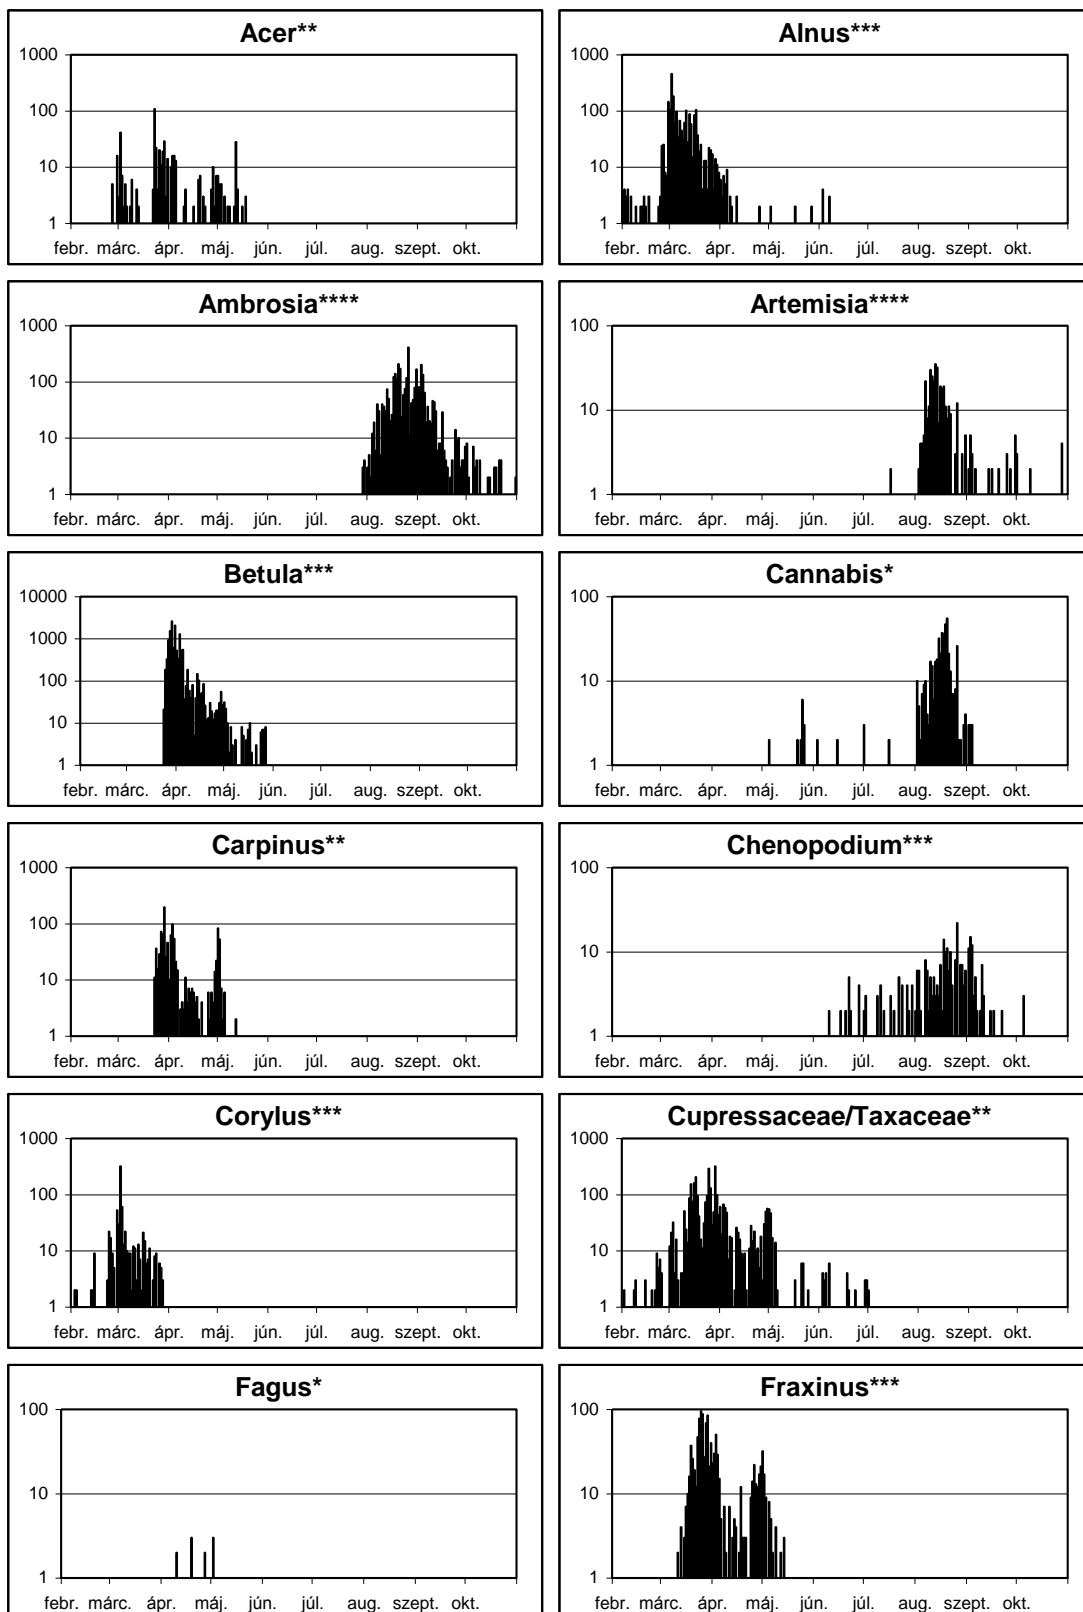 Acer**
1000
100
10
1
febr. márc. ápr. máj. jún. júl. aug. szept. okt.
Alnus***
1000
100
10
1
febr. márc. ápr. máj. jún. júl. aug. szept. okt.
Ambrosia****
1000
100
10
1
febr. márc. ápr. máj. jún. júl. aug. szept. okt.
Artemisia****
100
10
1
febr. márc. ápr. máj. jún. júl. aug. szept. okt.
Betula***
10000
1000
100
10
1
febr. márc. ápr. máj. jún. júl. aug. szept. okt.
Cannabis*
100
10
1
febr. márc. ápr. máj. jún. júl. aug. szept. okt.
Carpinus**
1000
100
10
1
febr. márc. ápr. máj. jún. júl. aug. szept. okt.
Chenopodium***
100
10
1
febr. márc. ápr. máj. jún. júl. aug. szept. okt.
Corylus***
1000
100
10
1
febr. márc. ápr. máj. jún. júl. aug. szept. okt.
Cupressaceae/Taxaceae**
1000
100
10
1
febr. márc. ápr. máj. jún. júl. aug. szept. okt.
Fagus*
100
10
1
febr. márc. ápr. máj. jún. júl. aug. szept. okt.
Fraxinus***
100
10
1
febr. márc. ápr. máj. jún. júl. aug. szept. okt.